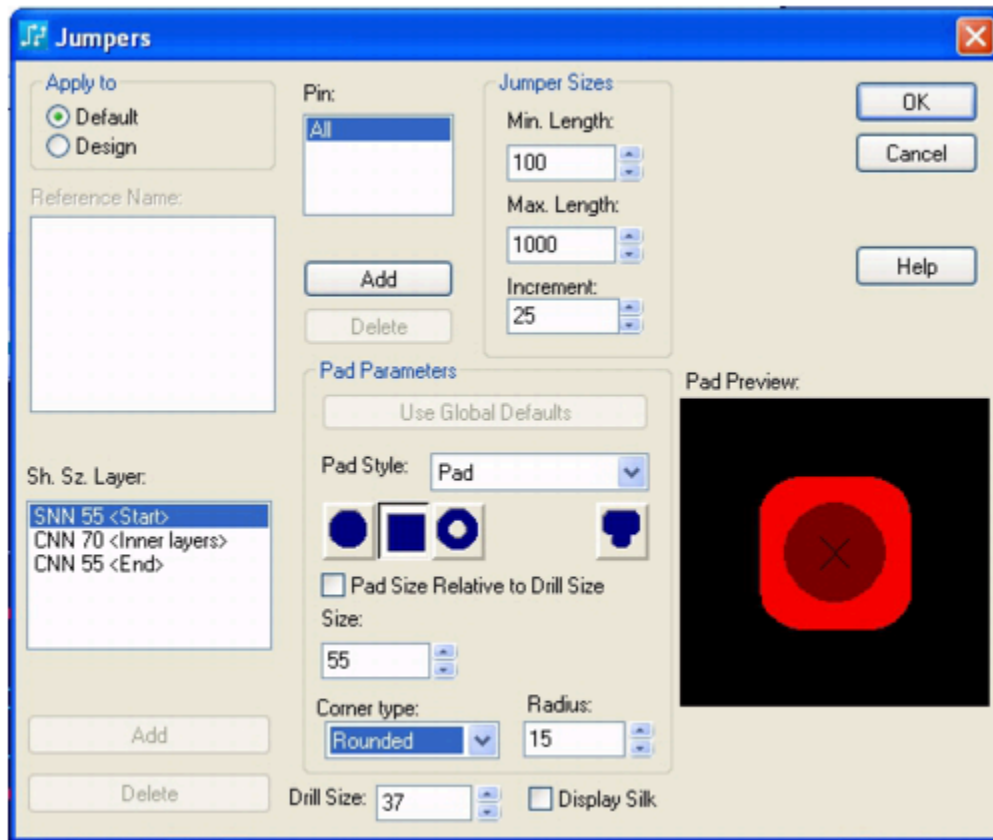 Jumpers
Apply to
Default
Design
Reference Name:
Pin:
All
Add
Delete
Jumper Sizes
Min. Length:
100
Max. Length:
1000
Increment:
25
OK
Cancel
Help
Sh. Sz. Layer:
SNN 55 <Start>
CNN 70 <Inner layers>
CNN 55 <End>
Add
Delete
Pad Parameters
Use Global Defaults
Pad Style: Pad
Pad Size Relative to Drill Size
Size:
55
Corner type:
Rounded
Radius:
15
Drill Size: 37
Display Silk
Pad Preview: